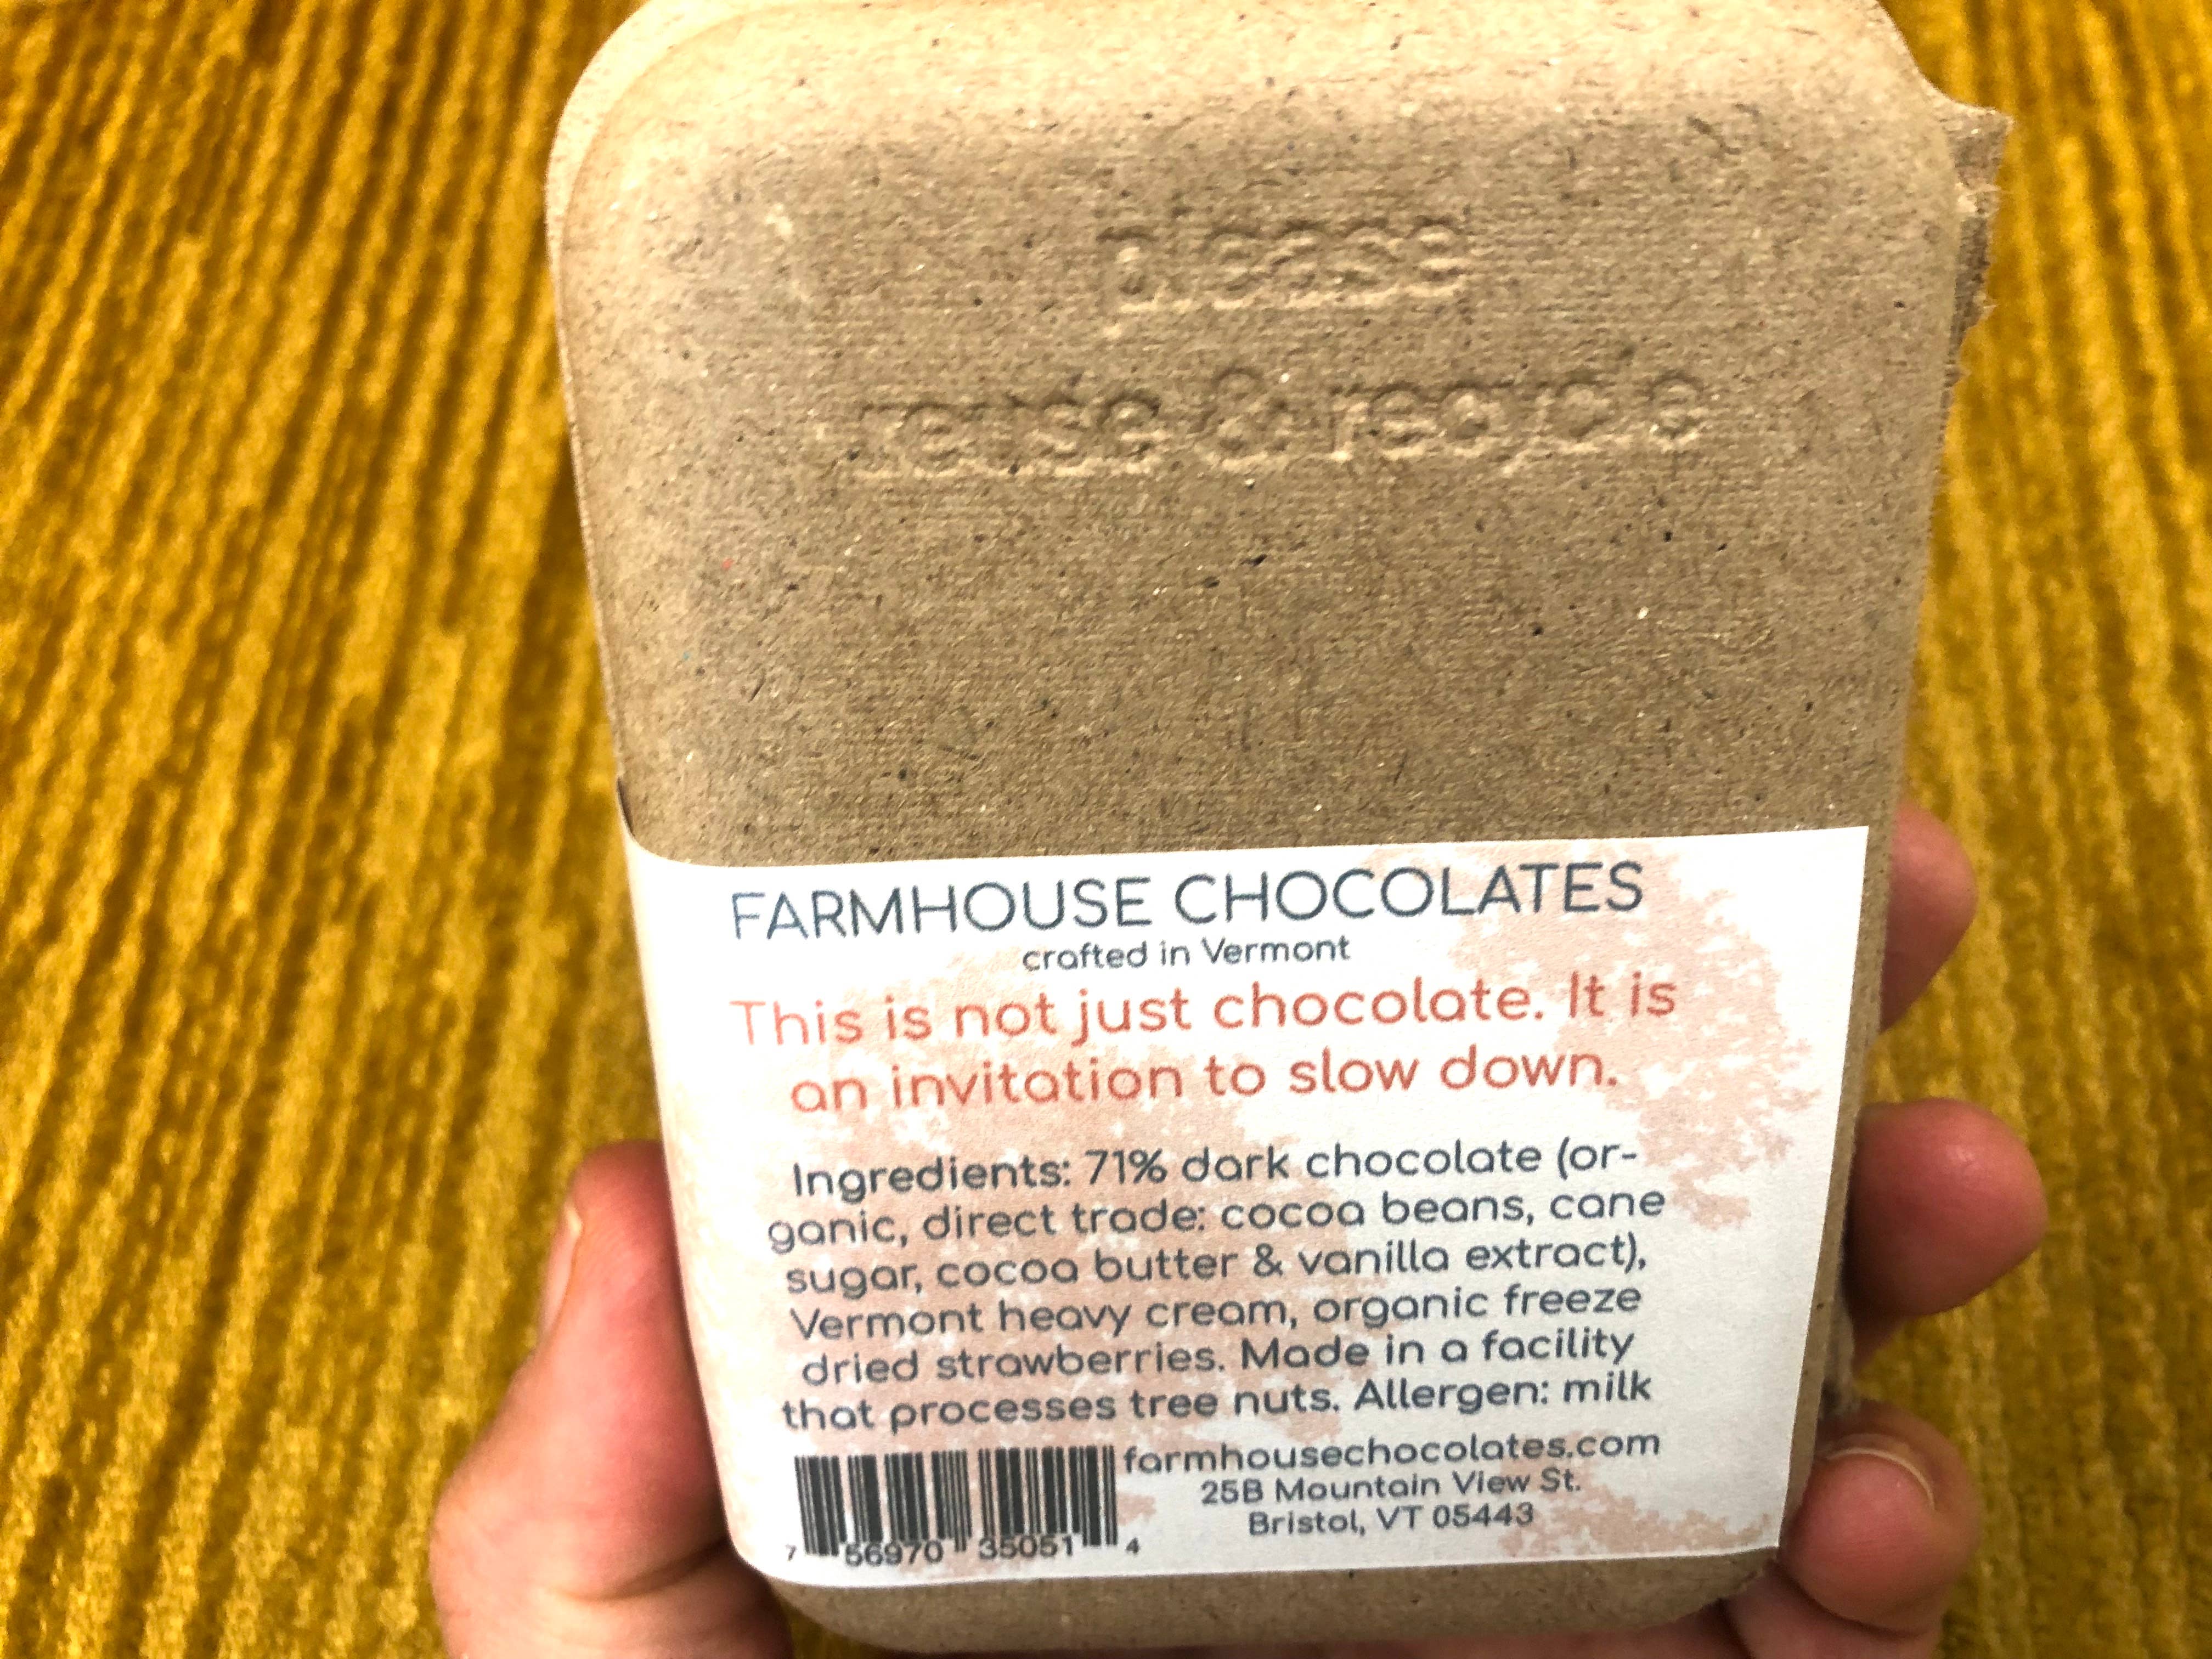 please
reuse & recycle
FARMHOUSE CHOCOLATES
crafted in Vermont
This is not just chocolate. It is
an invitation to slow down.
Ingredients: 71% dark chocolate (or-
ganic, direct trade: cocoa beans, cane
sugar, cocoa butter & vanilla extract),
Vermont heavy cream, organic freeze
dried strawberries. Made in a facility
that processes tree nuts. Allergen: milk
farmhousechocolates.com
25B Mountain View St.
Bristol, VT 05443
7 56970 35051 4